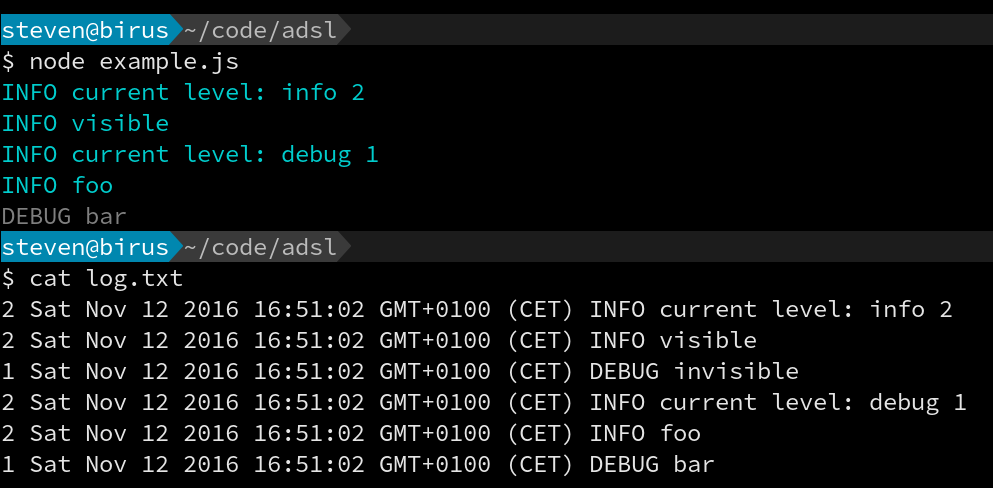 steven@birus ~/code/adsl
$ node example.js
INFO current level: info 2
INFO visible
INFO current level: debug 1
INFO foo
DEBUG bar
steven@birus ~/code/adsl
$ cat log.txt
2 Sat Nov 12 2016 16:51:02 GMT+0100 (CET) INFO current level: info 2
2 Sat Nov 12 2016 16:51:02 GMT+0100 (CET) INFO visible
1 Sat Nov 12 2016 16:51:02 GMT+0100 (CET) DEBUG invisible
2 Sat Nov 12 2016 16:51:02 GMT+0100 (CET) INFO current level: debug 1
2 Sat Nov 12 2016 16:51:02 GMT+0100 (CET) INFO foo
1 Sat Nov 12 2016 16:51:02 GMT+0100 (CET) DEBUG bar